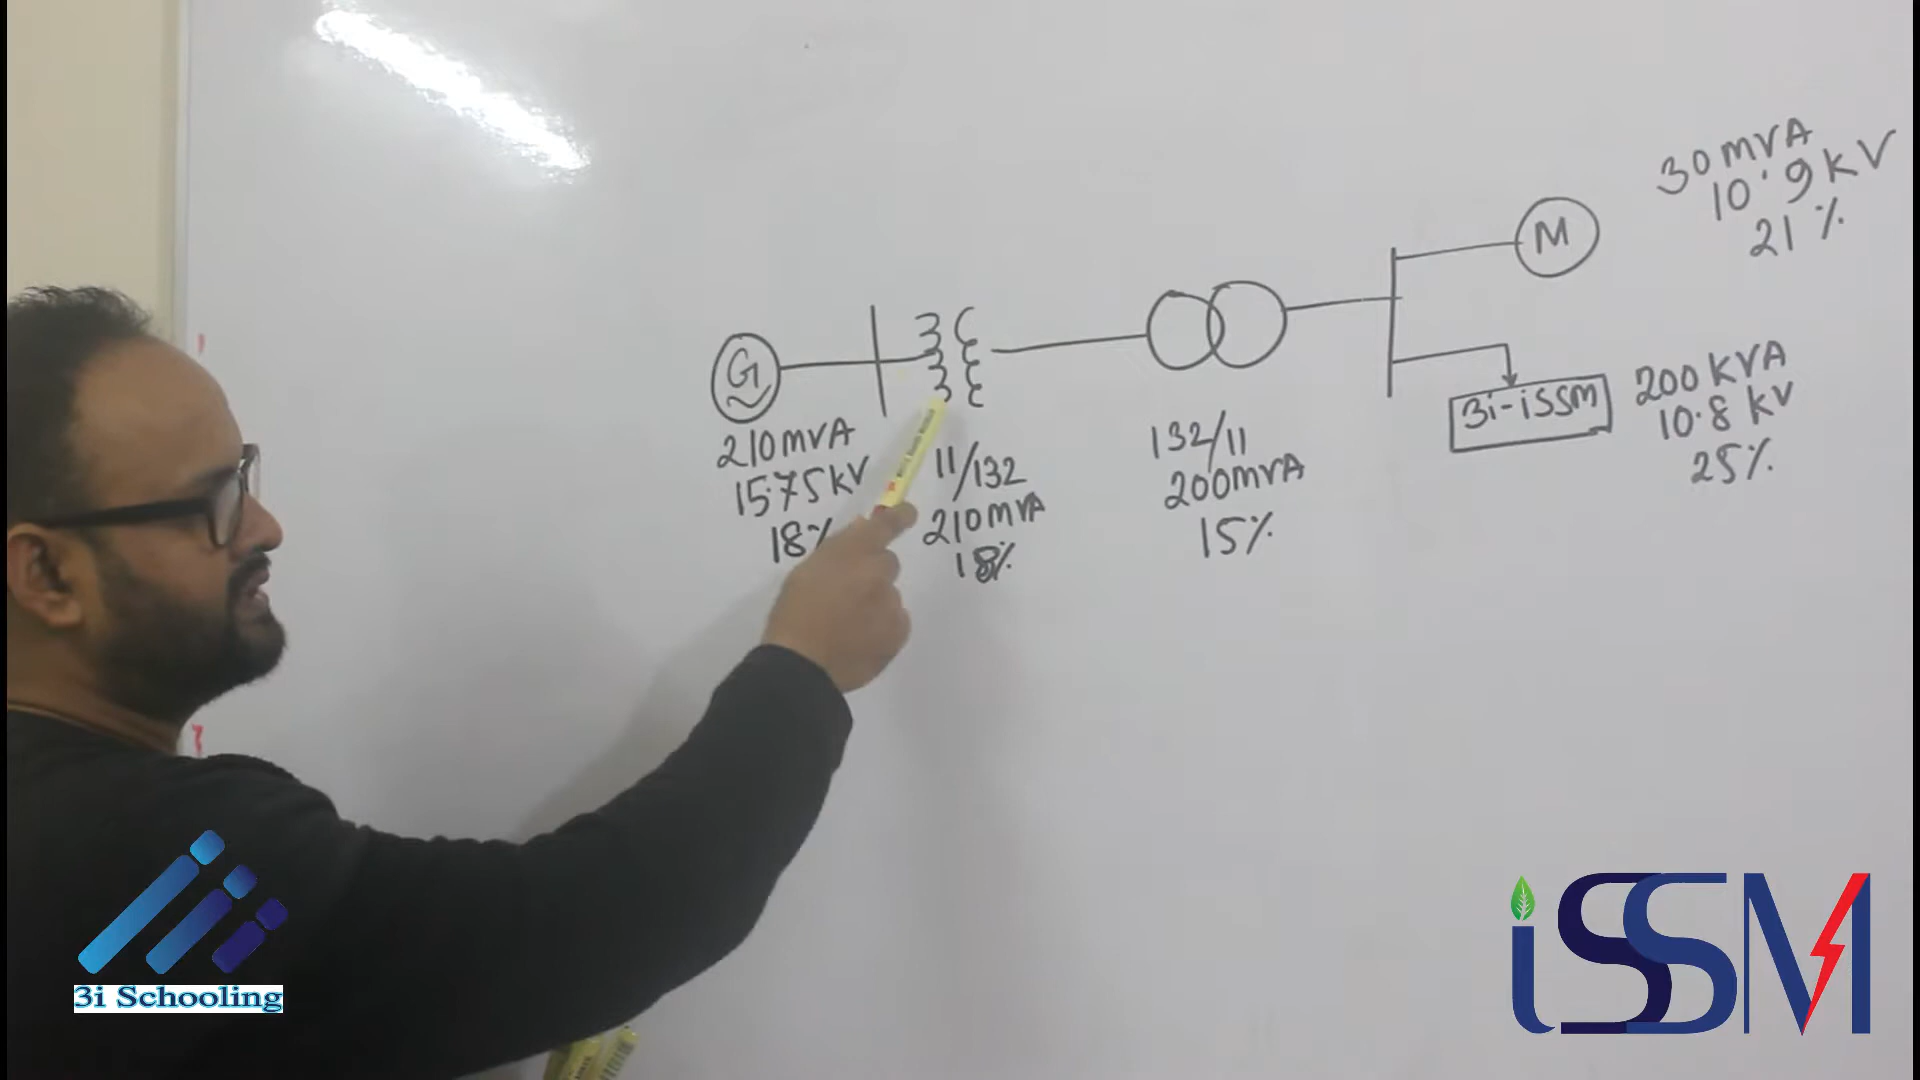 G
210 MVA
15.75 KV
18%
11/132
210 MVA
18%
132/11
200 MVA
15%
M
30 MVA
10.9 KV
21%
3i-iSSM
200 KVA
10.8 KV
25%
3i Schooling
iSSM